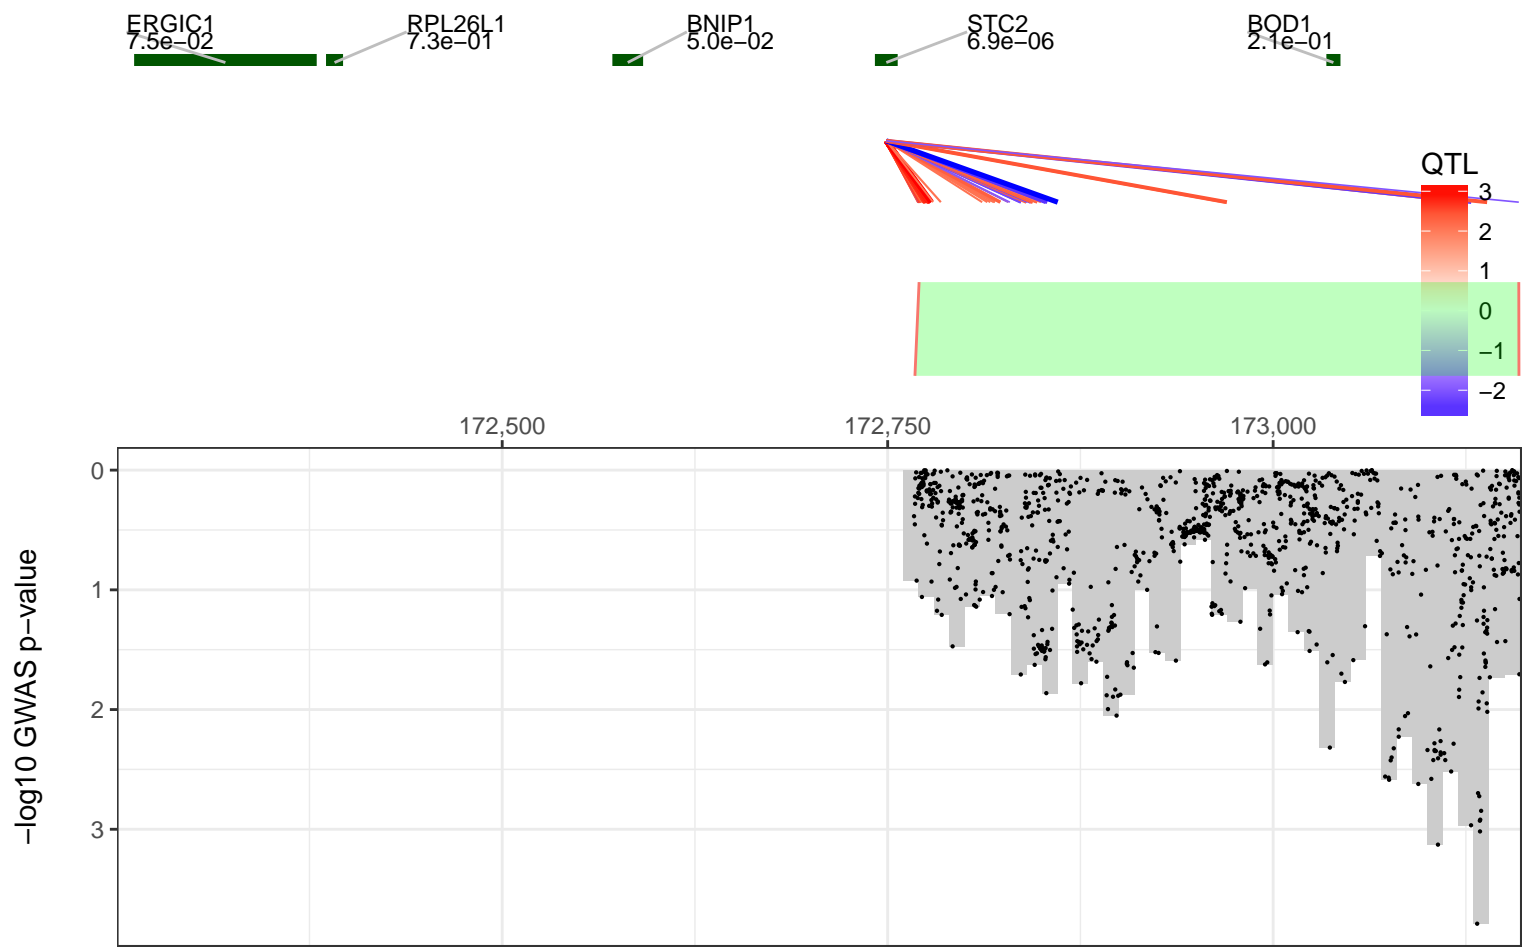 ERGIC1
7.5e−02
RPL26L1
7.3e−01
BNIP1
5.0e−02
STC2
6.9e−06
BOD1
2.1e−01
QTL
3
2
1
0
−1
−2
172,500
172,750
173,000
0
1
2
3
−log10 GWAS p−value